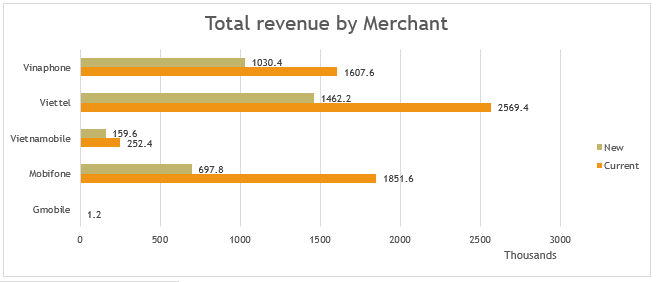 Total revenue by Merchant
Vinaphone
1030.4
1607.6
Viettel
1462.2
2569.4
Vietnamobile
159.6
252.4
Mobifone
697.8
1851.6
Gmobile
1.2
New
Current
0 500 1000 1500 2000 2500 3000
Thousands